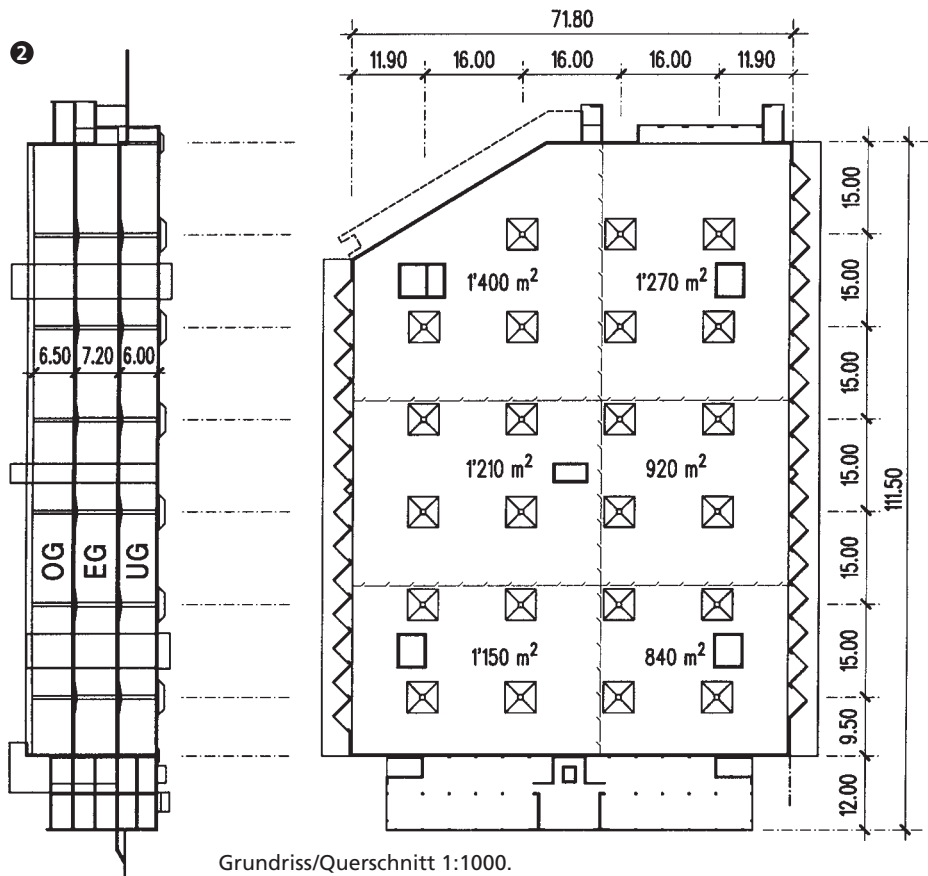 ❷
71.80
11.90 16.00 16.00 16.00 11.90
15.00
1'400 m² 1'270 m²
15.00
6.50 7.20 6.00
15.00
1'210 m² 920 m²
15.00
111.50
OG EG UG
15.00
1'150 m² 840 m²
15.00
9.50
12.00
Grundriss/Querschnitt 1:1000.